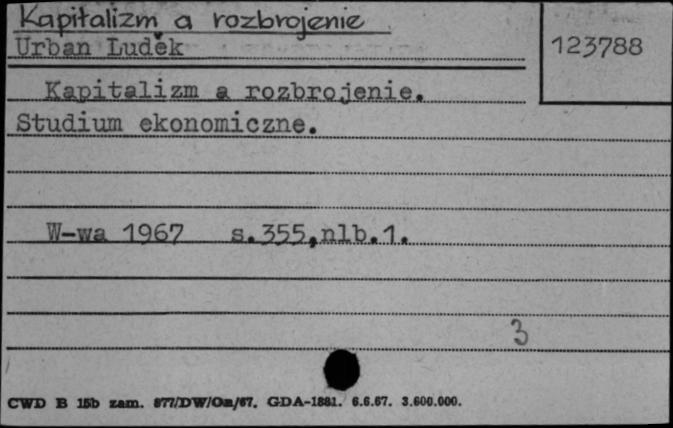 Kapitalizm a rozbrojenie
Urban Luděk
123788
Kapitalizm a rozbrojenie.
Studium ekonomiczne.
W-wa 1967 s.355,nlb.1.
3
CWD B 15b zam. 877/DW/Om/67. GDA-1881. 6.6.67. 3.600.000.